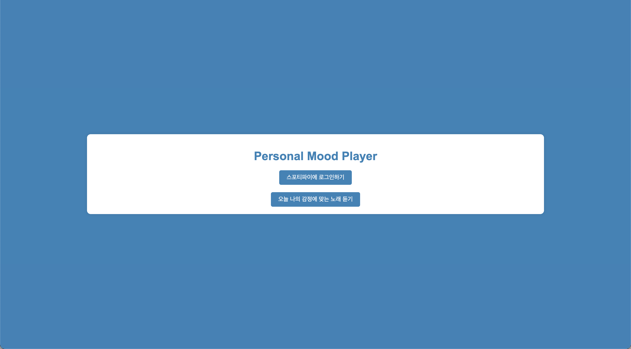 Personal Mood Player
스포티파이에 로그인하기
오늘 나의 감정에 맞는 노래 듣기